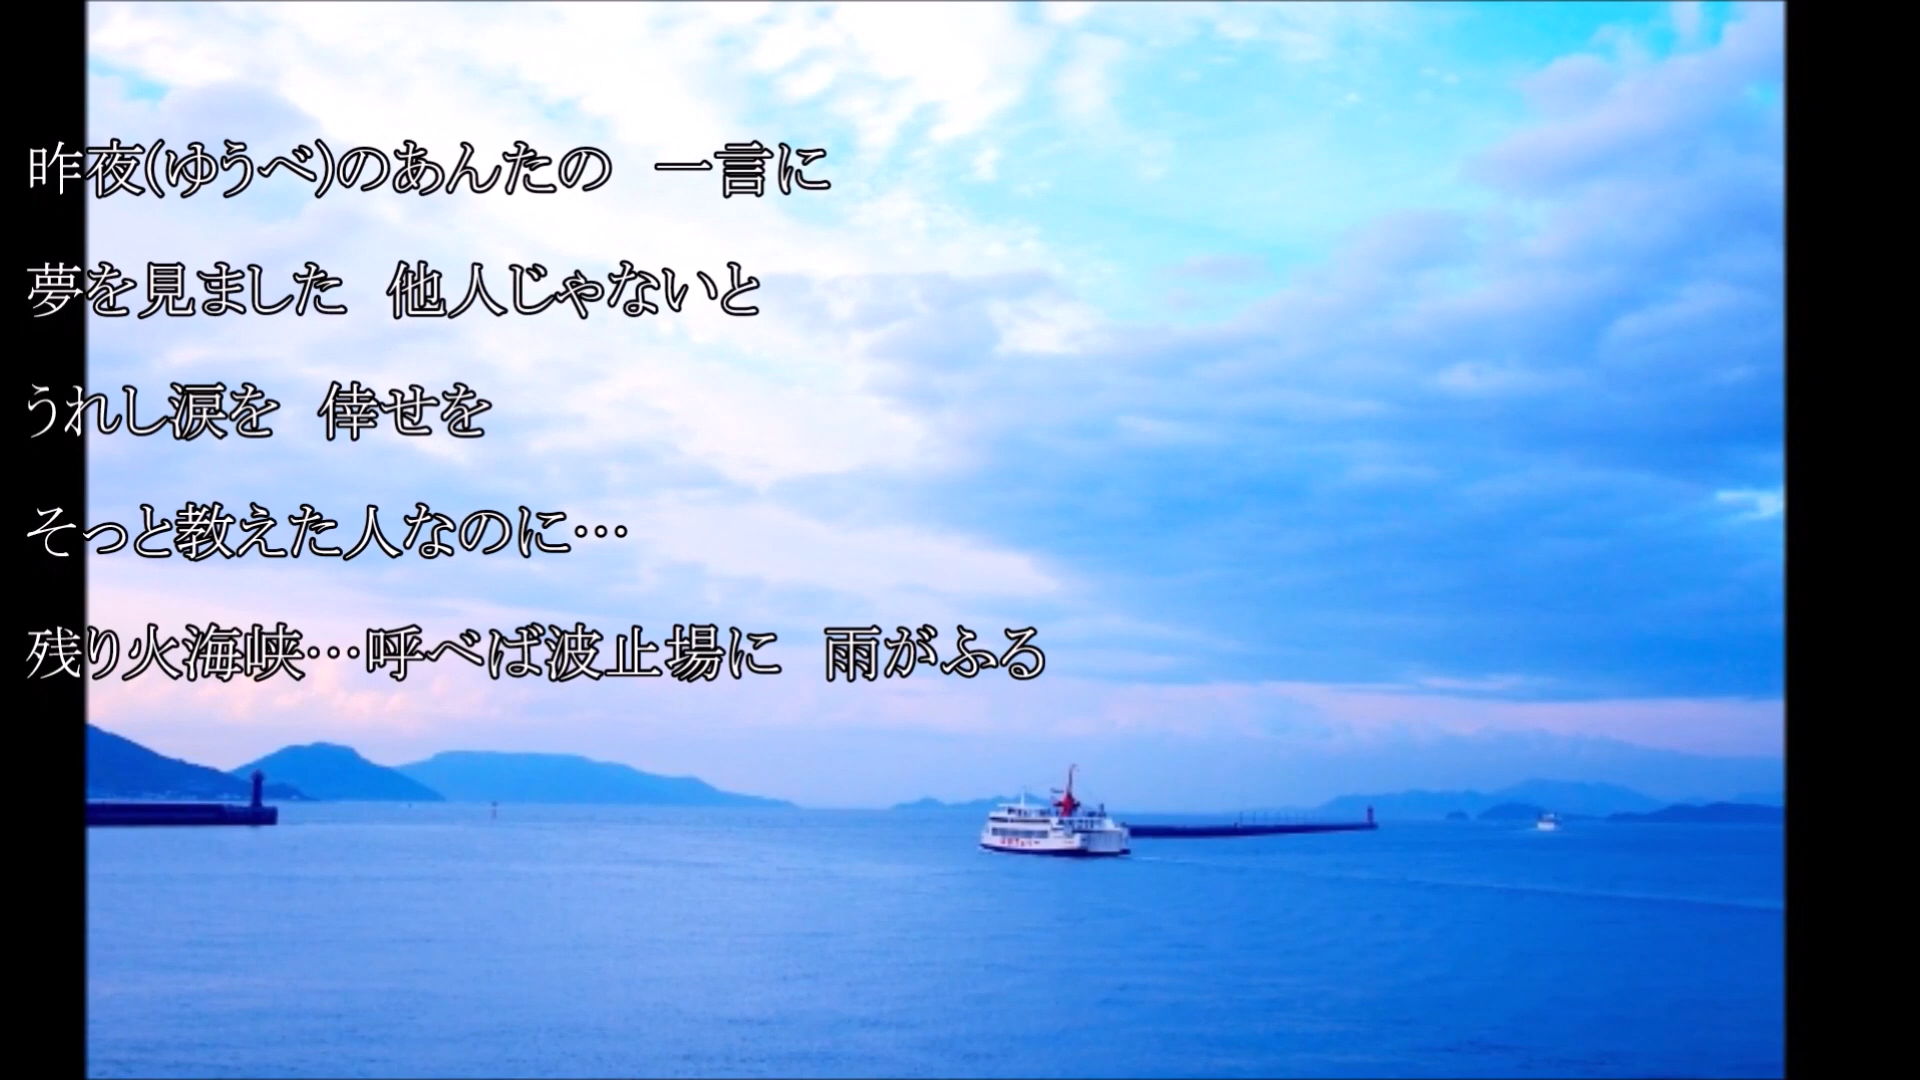 昨夜(ゆうべ)のあんたの　一言に
夢を見ました　他人じゃないと
うれし涙を　倖せを
そっと教えた人なのに…
残り火海峡…呼べば波止場に　雨がふる